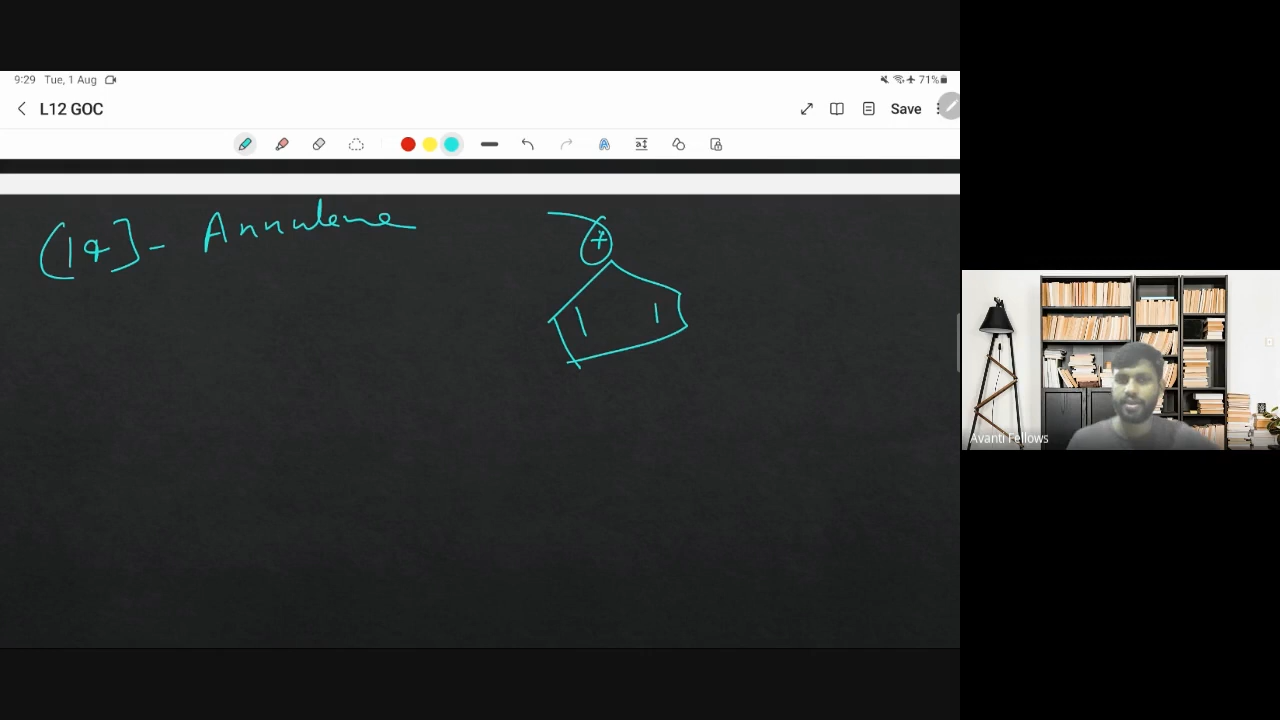 9:29 Tue, 1 Aug 71%
L12 GOC Save
[14] - Annulene
+
Avanti Fellows